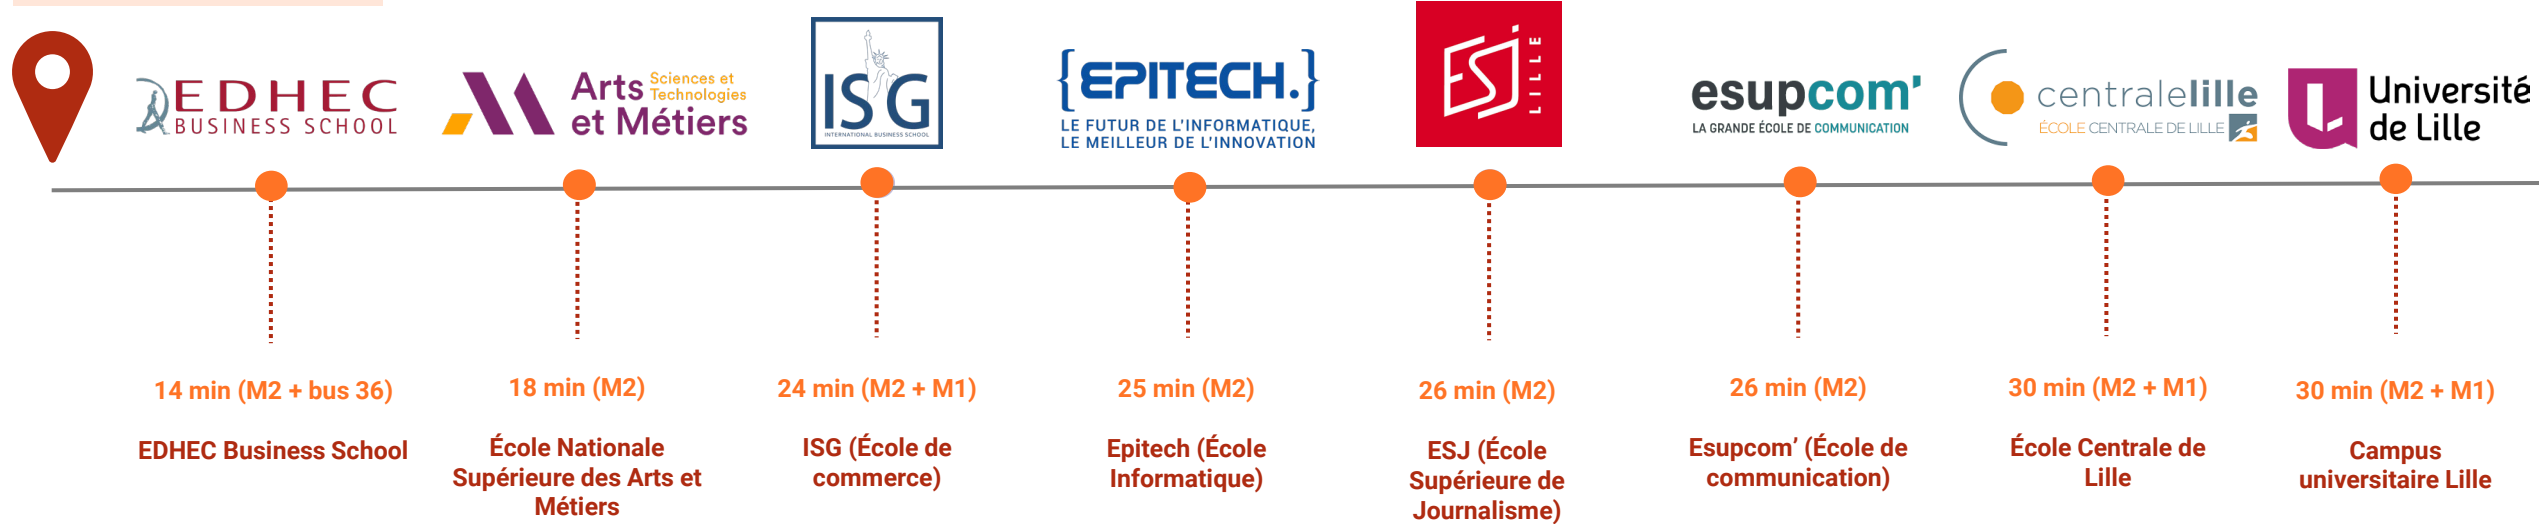 EDHEC
BUSINESS SCHOOL
Arts Sciences et
Technologies
et Métiers
ISG
INTERNATIONAL BUSINESS SCHOOL
{EPITECH.}
LE FUTUR DE L'INFORMATIQUE,
LE MEILLEUR DE L'INNOVATION
ESJ
LILLE
esupcom'
LA GRANDE ÉCOLE DE COMMUNICATION
centralelille
ÉCOLE CENTRALE DE LILLE
Université
de Lille
14 min (M2 + bus 36)
EDHEC Business School
18 min (M2)
École Nationale
Supérieure des Arts et
Métiers
24 min (M2 + M1)
ISG (École de
commerce)
25 min (M2)
Epitech (École
Informatique)
26 min (M2)
ESJ (École
Supérieure de
Journalisme)
26 min (M2)
Esupcom’ (École de
communication)
30 min (M2 + M1)
École Centrale de
Lille
30 min (M2 + M1)
Campus
universitaire Lille